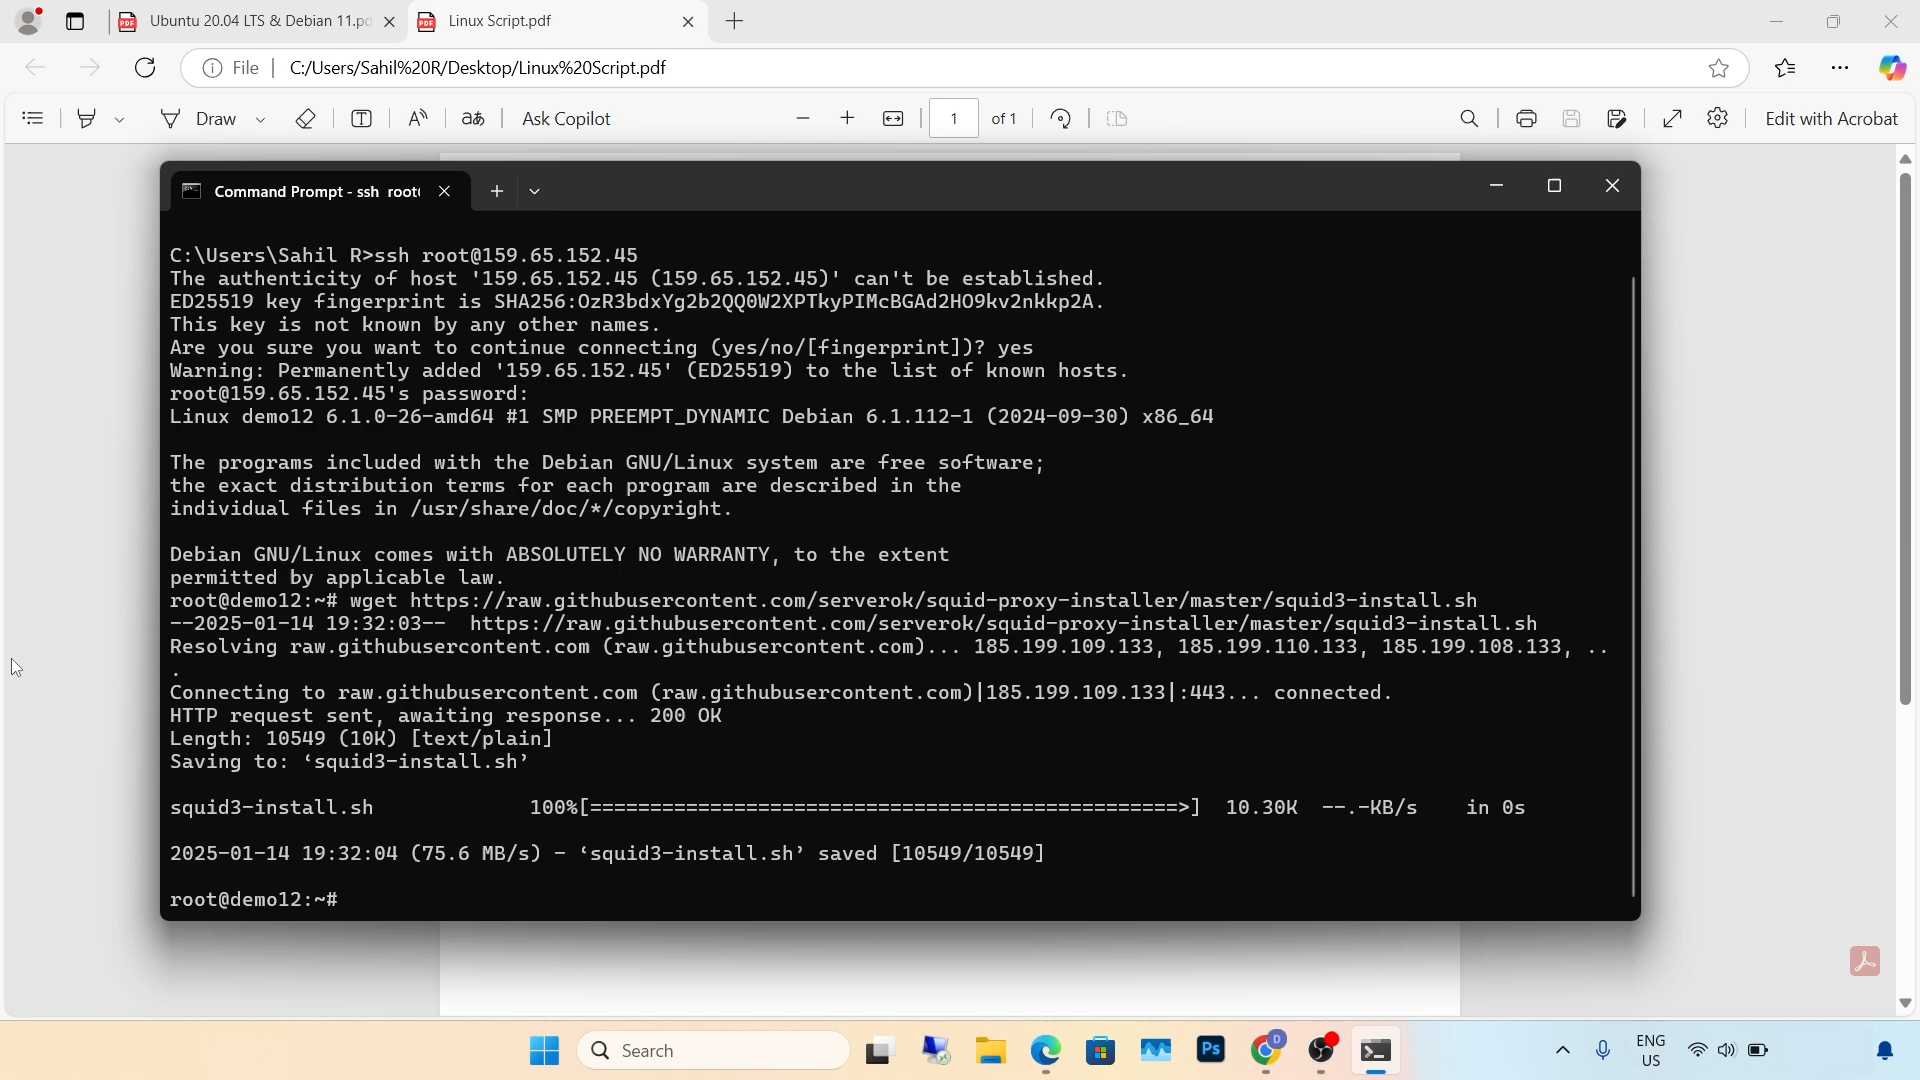 Ubuntu 20.04 LTS & Debian 11.pd
Linux Script.pdf
File
C:/Users/Sahil%20R/Desktop/Linux%20Script.pdf
Draw
aあ
Ask Copilot
1
of 1
Edit with Acrobat
Command Prompt - ssh root
C:\Users\Sahil R>ssh root@159.65.152.45
The authenticity of host '159.65.152.45 (159.65.152.45)' can't be established.
ED25519 key fingerprint is SHA256:OzR3bdxYg2b2QQ0W2XPTkyPIMcBGAd2HO9kv2nkkp2A.
This key is not known by any other names.
Are you sure you want to continue connecting (yes/no/[fingerprint])? yes
Warning: Permanently added '159.65.152.45' (ED25519) to the list of known hosts.
root@159.65.152.45's password:
Linux demo12 6.1.0-26-amd64 #1 SMP PREEMPT_DYNAMIC Debian 6.1.112-1 (2024-09-30) x86_64
The programs included with the Debian GNU/Linux system are free software;
the exact distribution terms for each program are described in the
individual files in /usr/share/doc/*/copyright.
Debian GNU/Linux comes with ABSOLUTELY NO WARRANTY, to the extent
permitted by applicable law.
root@demo12:~# wget https://raw.githubusercontent.com/serverok/squid-proxy-installer/master/squid3-install.sh
--2025-01-14 19:32:03--  https://raw.githubusercontent.com/serverok/squid-proxy-installer/master/squid3-install.sh
Resolving raw.githubusercontent.com (raw.githubusercontent.com)... 185.199.109.133, 185.199.110.133, 185.199.108.133, ..
.
Connecting to raw.githubusercontent.com (raw.githubusercontent.com)|185.199.109.133|:443... connected.
HTTP request sent, awaiting response... 200 OK
Length: 10549 (10K) [text/plain]
Saving to: ‘squid3-install.sh’
squid3-install.sh 100%[=================================================>] 10.30K --.-KB/s in 0s
2025-01-14 19:32:04 (75.6 MB/s) - ‘squid3-install.sh’ saved [10549/10549]
root@demo12:~#
Search
Ps
D
ENG
US